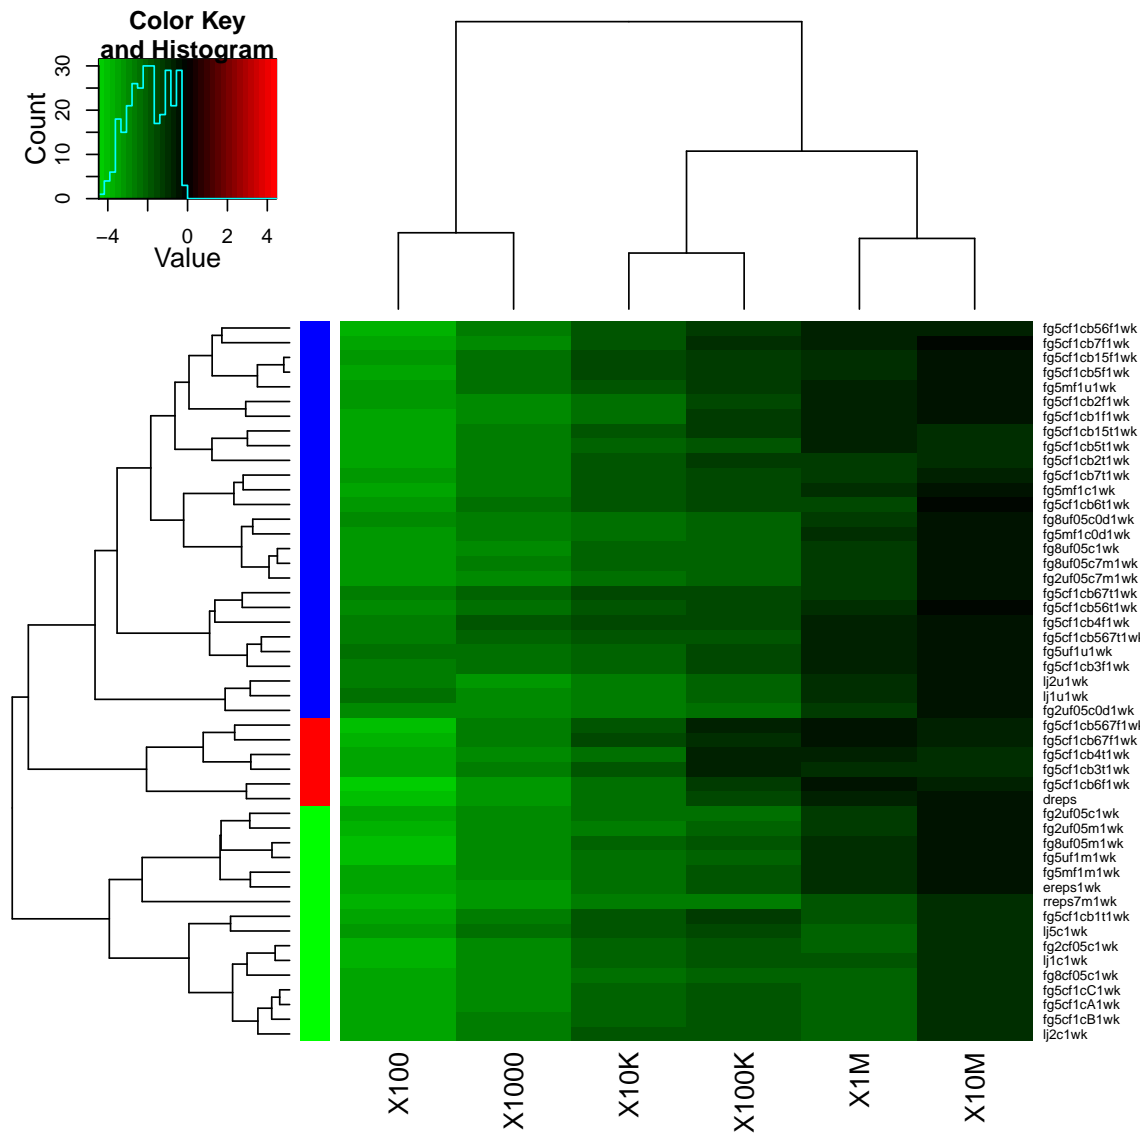 Color Key
and Histogram
Count
0 10 20 30
−4 0 2 4
Value
fg5cf1cb56f1wk
fg5cf1cb7f1wk
fg5cf1cb15f1wk
fg5cf1cb5f1wk
fg5mf1u1wk
fg5cf1cb2f1wk
fg5cf1cb1f1wk
fg5cf1cb15t1wk
fg5cf1cb5t1wk
fg5cf1cb2t1wk
fg5cf1cb7t1wk
fg5mf1c1wk
fg5cf1cb6t1wk
fg8uf05c0d1wk
fg5mf1c0d1wk
fg8uf05c1wk
fg8uf05c7m1wk
fg2uf05c7m1wk
fg5cf1cb67t1wk
fg5cf1cb56t1wk
fg5cf1cb4f1wk
fg5cf1cb567t1wk
fg5uf1u1wk
fg5cf1cb3f1wk
lj2u1wk
lj1u1wk
fg2uf05c0d1wk
fg5cf1cb567f1wk
fg5cf1cb67f1wk
fg5cf1cb4t1wk
fg5cf1cb3t1wk
fg5cf1cb6f1wk
dreps
fg2uf05c1wk
fg2uf05m1wk
fg8uf05m1wk
fg5uf1m1wk
fg5mf1m1wk
ereps1wk
rreps7m1wk
fg5cf1cb1t1wk
lj5c1wk
fg2cf05c1wk
lj1c1wk
fg8cf05c1wk
fg5cf1cC1wk
fg5cf1cA1wk
fg5cf1cB1wk
lj2c1wk
X100 X1000 X10K X100K X1M X10M